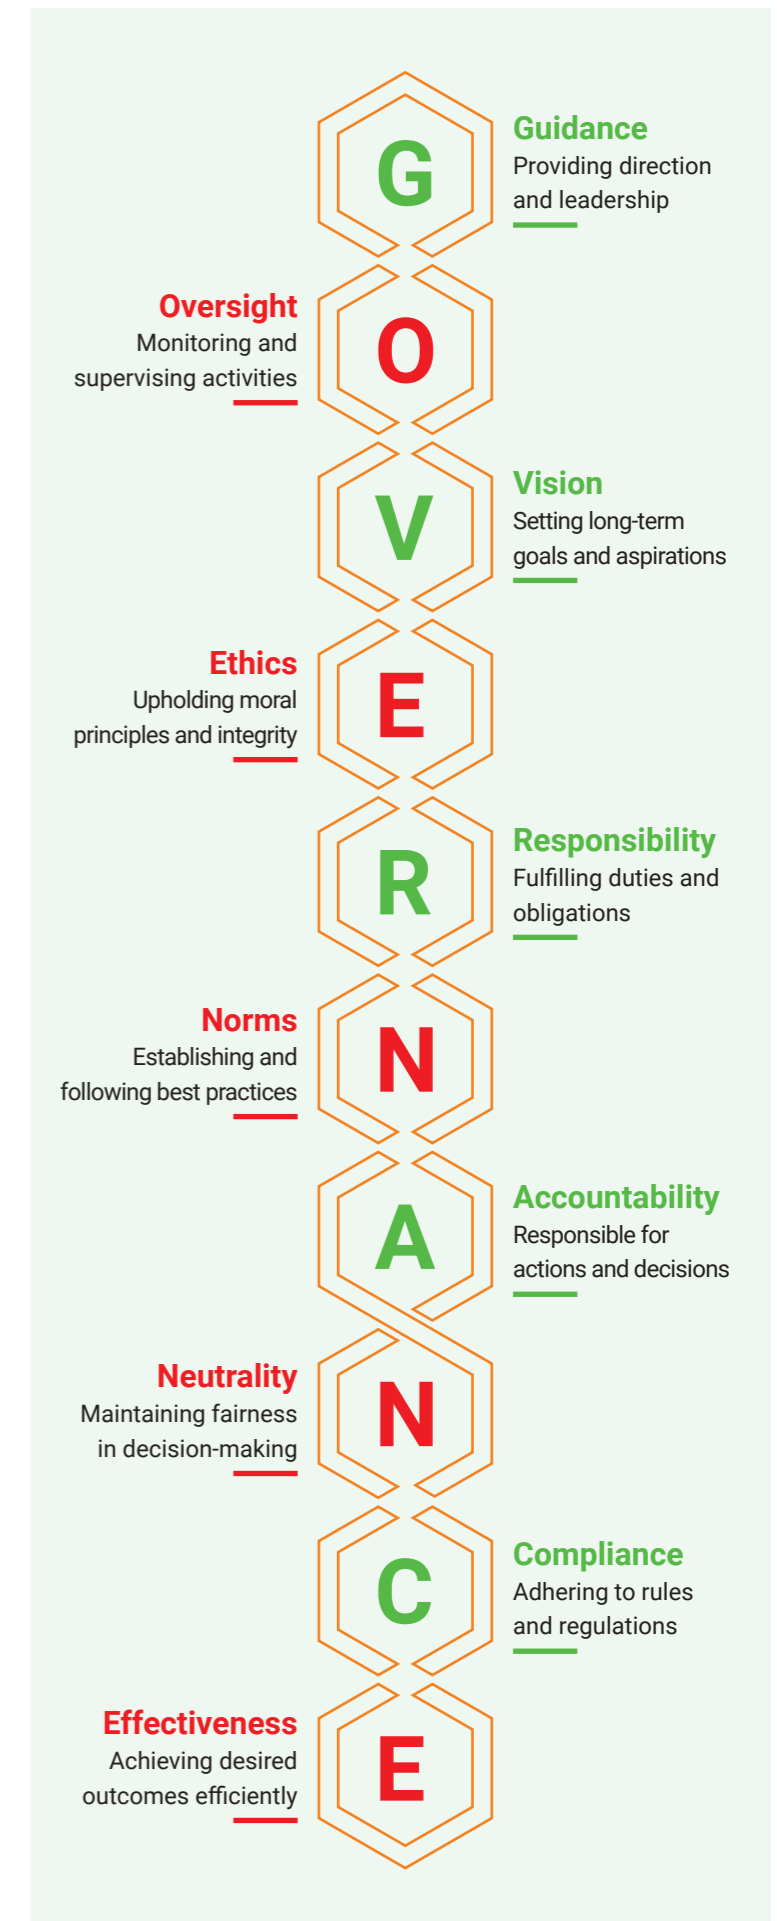 G
Guidance
Providing direction
and leadership
Oversight
Monitoring and
supervising activities
O
V
Vision
Setting long-term
goals and aspirations
Ethics
Upholding moral
principles and integrity
E
R
Responsibility
Fulfilling duties and
obligations
Norms
Establishing and
following best practices
N
A
Accountability
Responsible for
actions and decisions
Neutrality
Maintaining fairness
in decision-making
N
C
Compliance
Adhering to rules
and regulations
Effectiveness
Achieving desired
outcomes efficiently
E